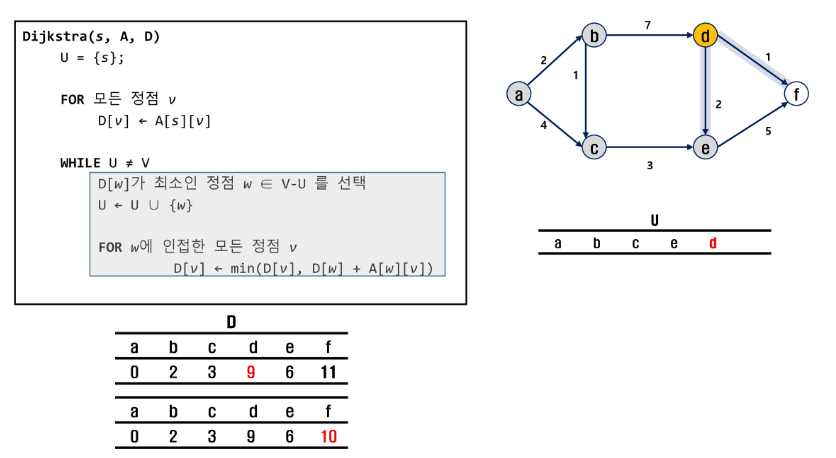 Dijkstra(s, A, D)
U = {s};
FOR 모든 정점 v
D[v] ← A[s][v]
WHILE U ≠ V
D[w]가 최소인 정점 w ∈ V-U 를 선택
U ← U ∪ {w}
FOR w에 인접한 모든 정점 v
D[v] ← min(D[v], D[w] + A[w][v])
b 7 d
2 1 1
a 2 f
4 5
c 3 e
U
a b c e d
D
a b c d e f
0 2 3 9 6 11
a b c d e f
0 2 3 9 6 10